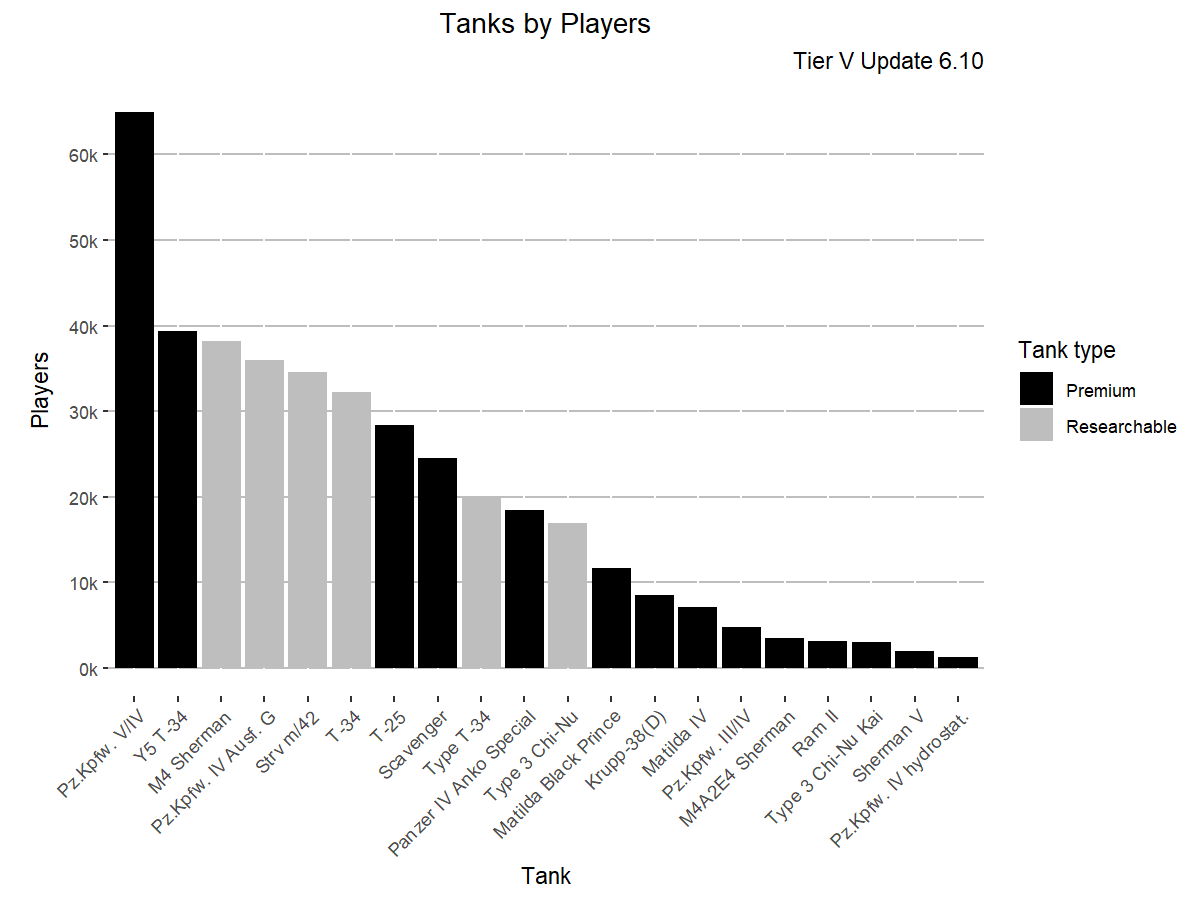 Tanks by Players
Tier V Update 6.10
Players
60k
50k
40k
30k
20k
10k
0k
Pz.Kpfw. V/IV
Y5 T-34
M4 Sherman
Pz.Kpfw. IV Ausf. G
Strv m/42
T-34
T-25
Scavenger
Type T-34
Panzer IV Anko Special
Type 3 Chi-Nu
Matilda Black Prince
Krupp-38(D)
Matilda IV
Pz.Kpfw. III/IV
M4A2E4 Sherman
Ram II
Type 3 Chi-Nu Kai
Sherman V
Pz.Kpfw. IV hydrostat.
Tank
Tank type
Premium
Researchable